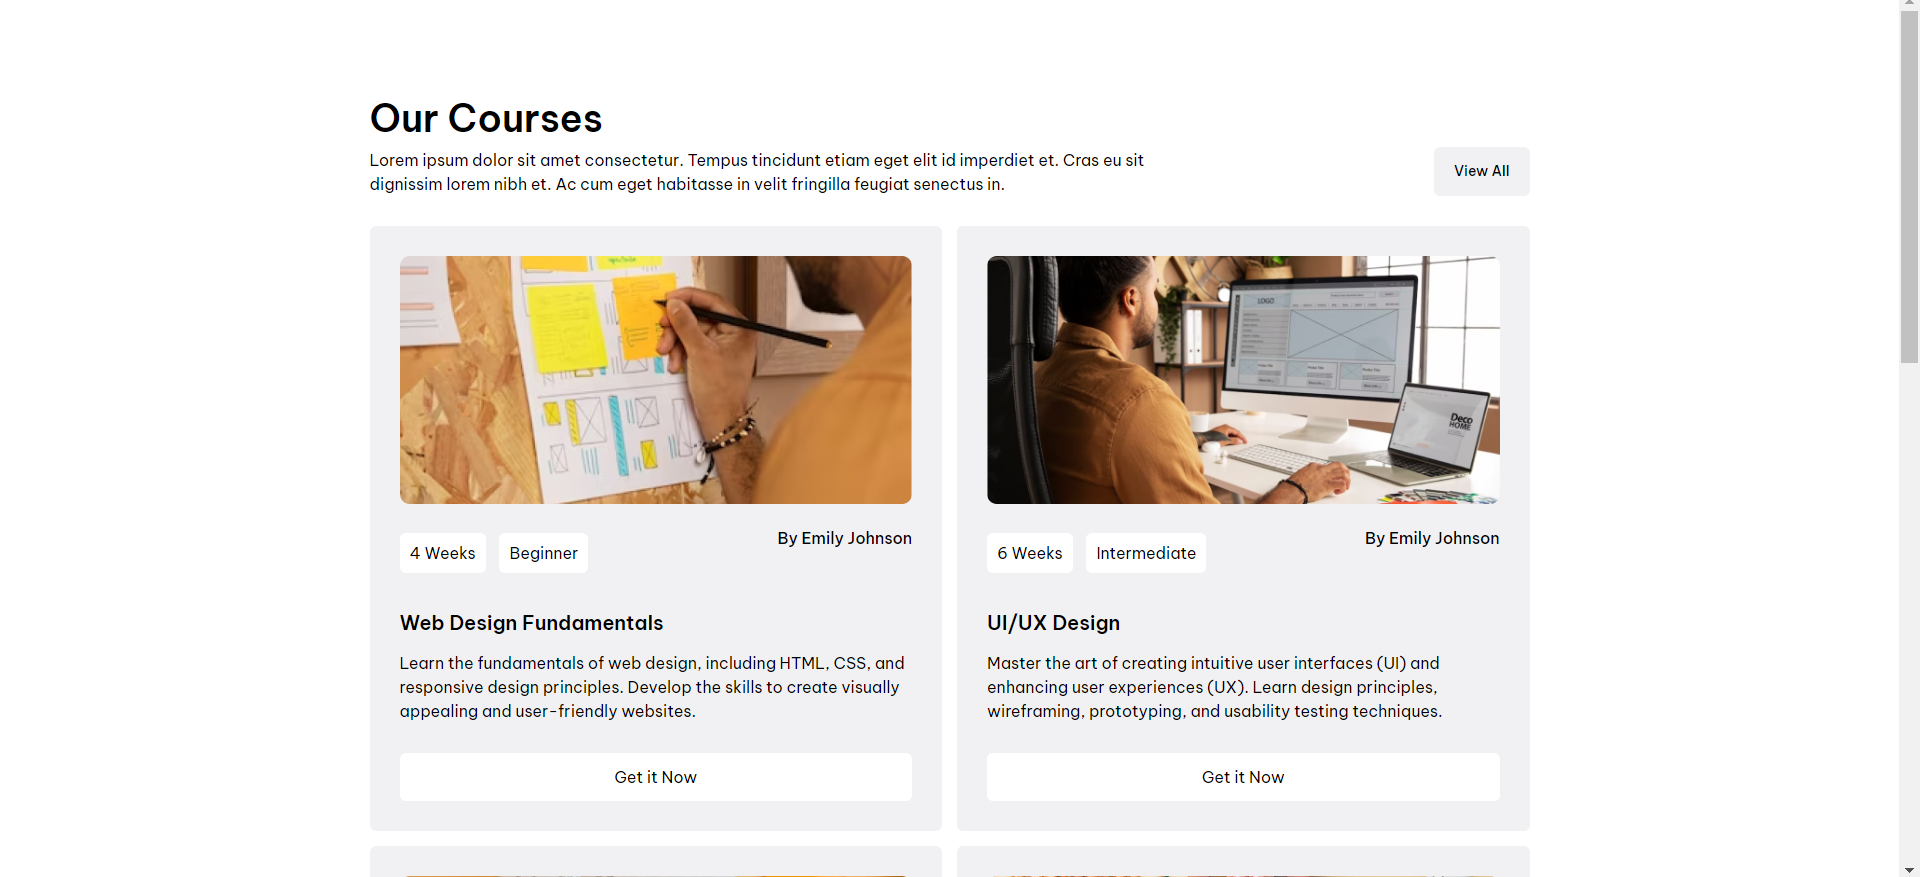 Our Courses
Lorem ipsum dolor sit amet consectetur. Tempus tincidunt etiam eget elit id imperdiet et. Cras eu sit
dignissim lorem nibh et. Ac cum eget habitasse in velit fringilla feugiat senectus in.
View All
LOGO
Deco
HOME
4 Weeks
Beginner
By Emily Johnson
6 Weeks
Intermediate
By Emily Johnson
Web Design Fundamentals
Learn the fundamentals of web design, including HTML, CSS, and
responsive design principles. Develop the skills to create visually
appealing and user-friendly websites.
Get it Now
UI/UX Design
Master the art of creating intuitive user interfaces (UI) and
enhancing user experiences (UX). Learn design principles,
wireframing, prototyping, and usability testing techniques.
Get it Now